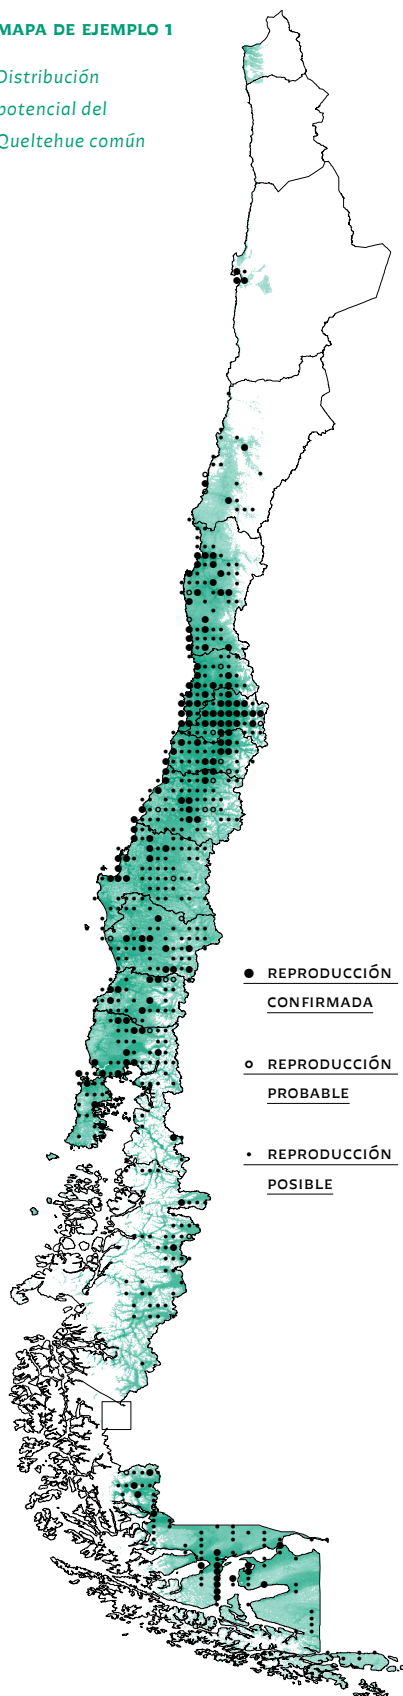 MAPA DE EJEMPLO 1
Distribución
potencial del
Queltehue común
REPRODUCCIÓN
CONFIRMADA
REPRODUCCIÓN
PROBABLE
REPRODUCCIÓN
POSIBLE